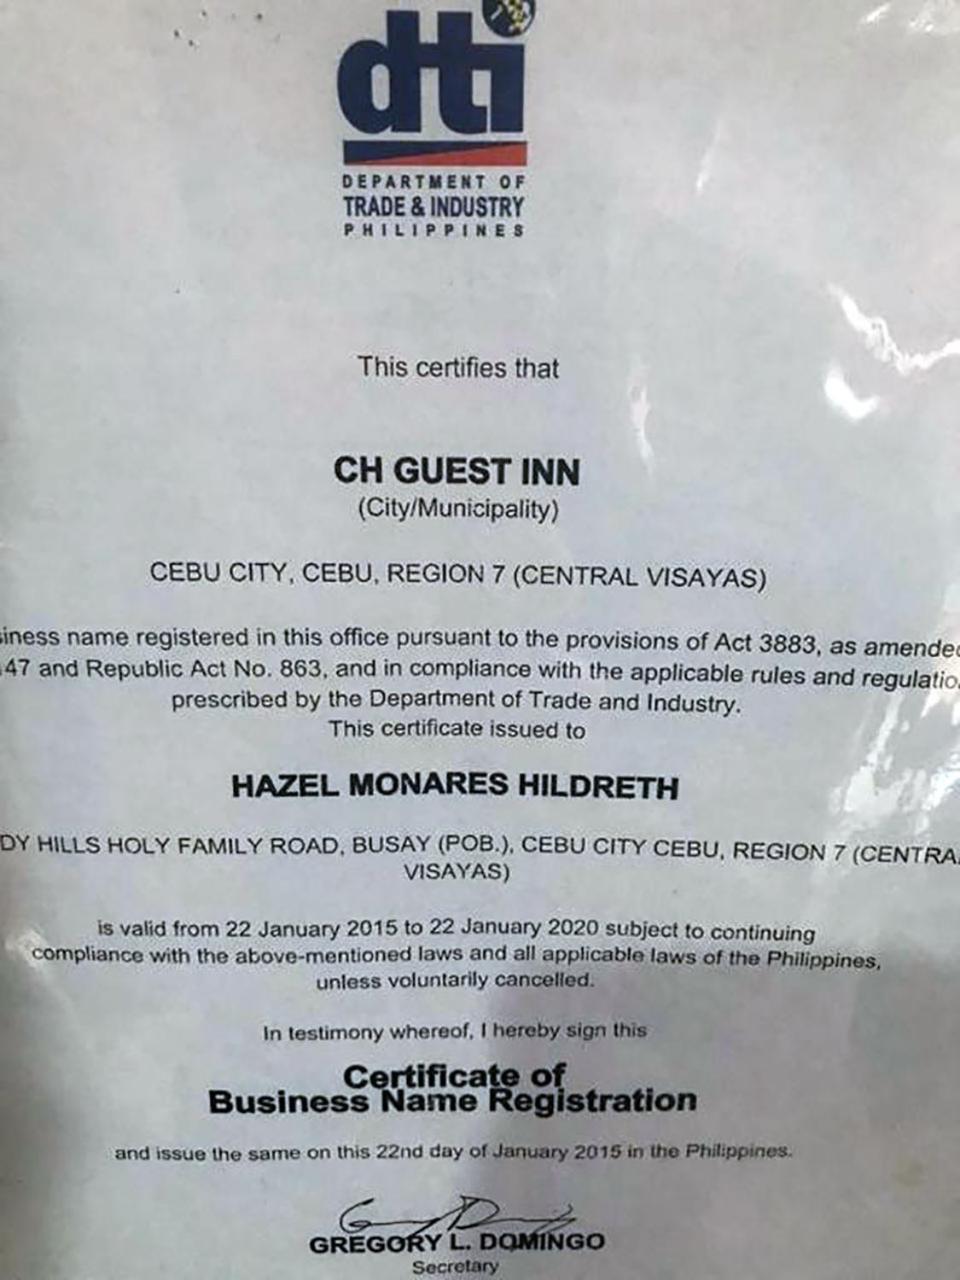 dti
DEPARTMENT OF
TRADE & INDUSTRY
PHILIPPINES
This certifies that
CH GUEST INN
(City/Municipality)
CEBU CITY, CEBU, REGION 7 (CENTRAL VISAYAS)
iness name registered in this office pursuant to the provisions of Act 3883, as amended
47 and Republic Act No. 863, and in compliance with the applicable rules and regulatio
prescribed by the Department of Trade and Industry.
This certificate issued to
HAZEL MONARES HILDRETH
DY HILLS HOLY FAMILY ROAD, BUSAY (POB.), CEBU CITY CEBU, REGION 7 (CENTRA
VISAYAS)
is valid from 22 January 2015 to 22 January 2020 subject to continuing
compliance with the above-mentioned laws and all applicable laws of the Philippines,
unless voluntarily cancelled.
In testimony whereof, I hereby sign this
Certificate of
Business Name Registration
and issue the same on this 22nd day of January 2015 in the Philippines.
GREGORY L. DOMINGO
Secretary